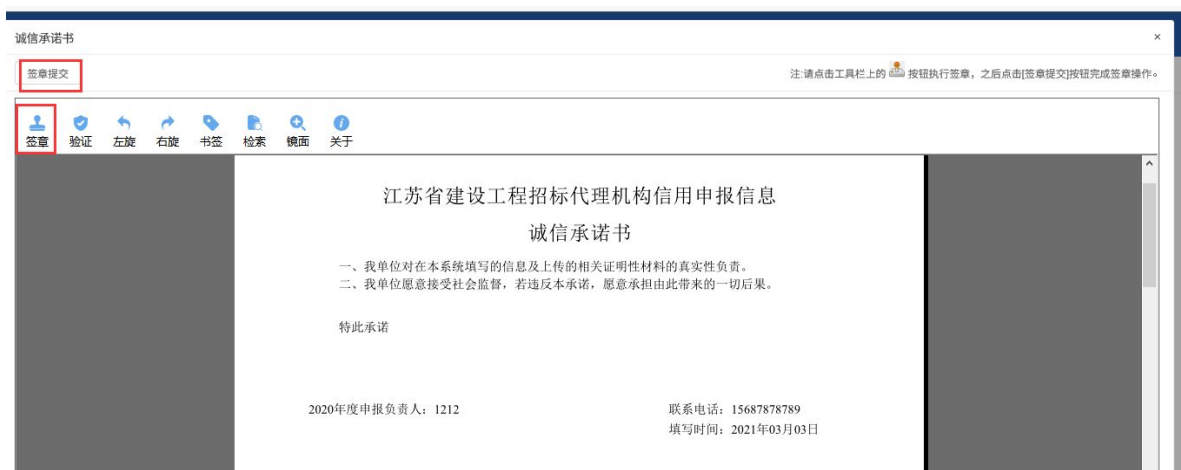 诚信承诺书 ×
签章提交 注:请点击工具栏上的 按钮执行签章，之后点击[签章提交]按钮完成签章操作。
签章 验证 左旋 右旋 书签 检索 镜面 关于
江苏省建设工程招标代理机构信用申报信息
诚信承诺书
一、我单位对在本系统填写的信息及上传的相关证明性材料的真实性负责。
二、我单位愿意接受社会监督，若违反本承诺，愿意承担由此带来的一切后果。
特此承诺
2020年度申报负责人：1212 联系电话：15687878789
填写时间：2021年03月03日